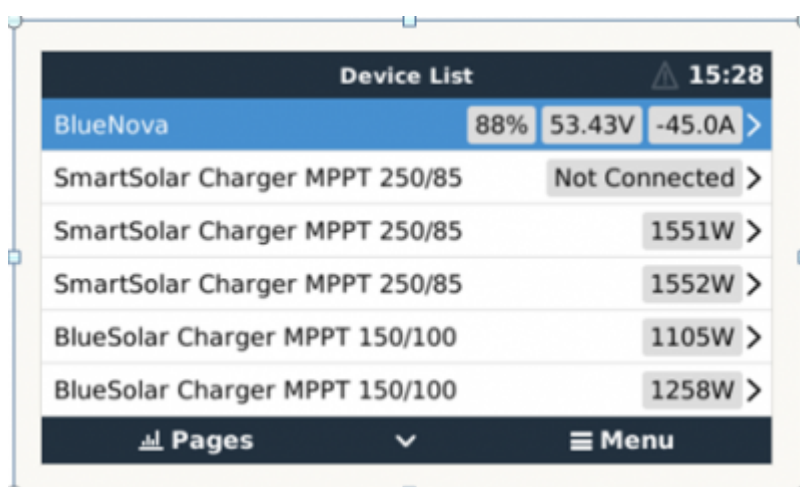 Device List 15:28
BlueNova 88% 53.43V -45.0A
SmartSolar Charger MPPT 250/85 Not Connected
SmartSolar Charger MPPT 250/85 1551W
SmartSolar Charger MPPT 250/85 1552W
BlueSolar Charger MPPT 150/100 1105W
BlueSolar Charger MPPT 150/100 1258W
Pages Menu